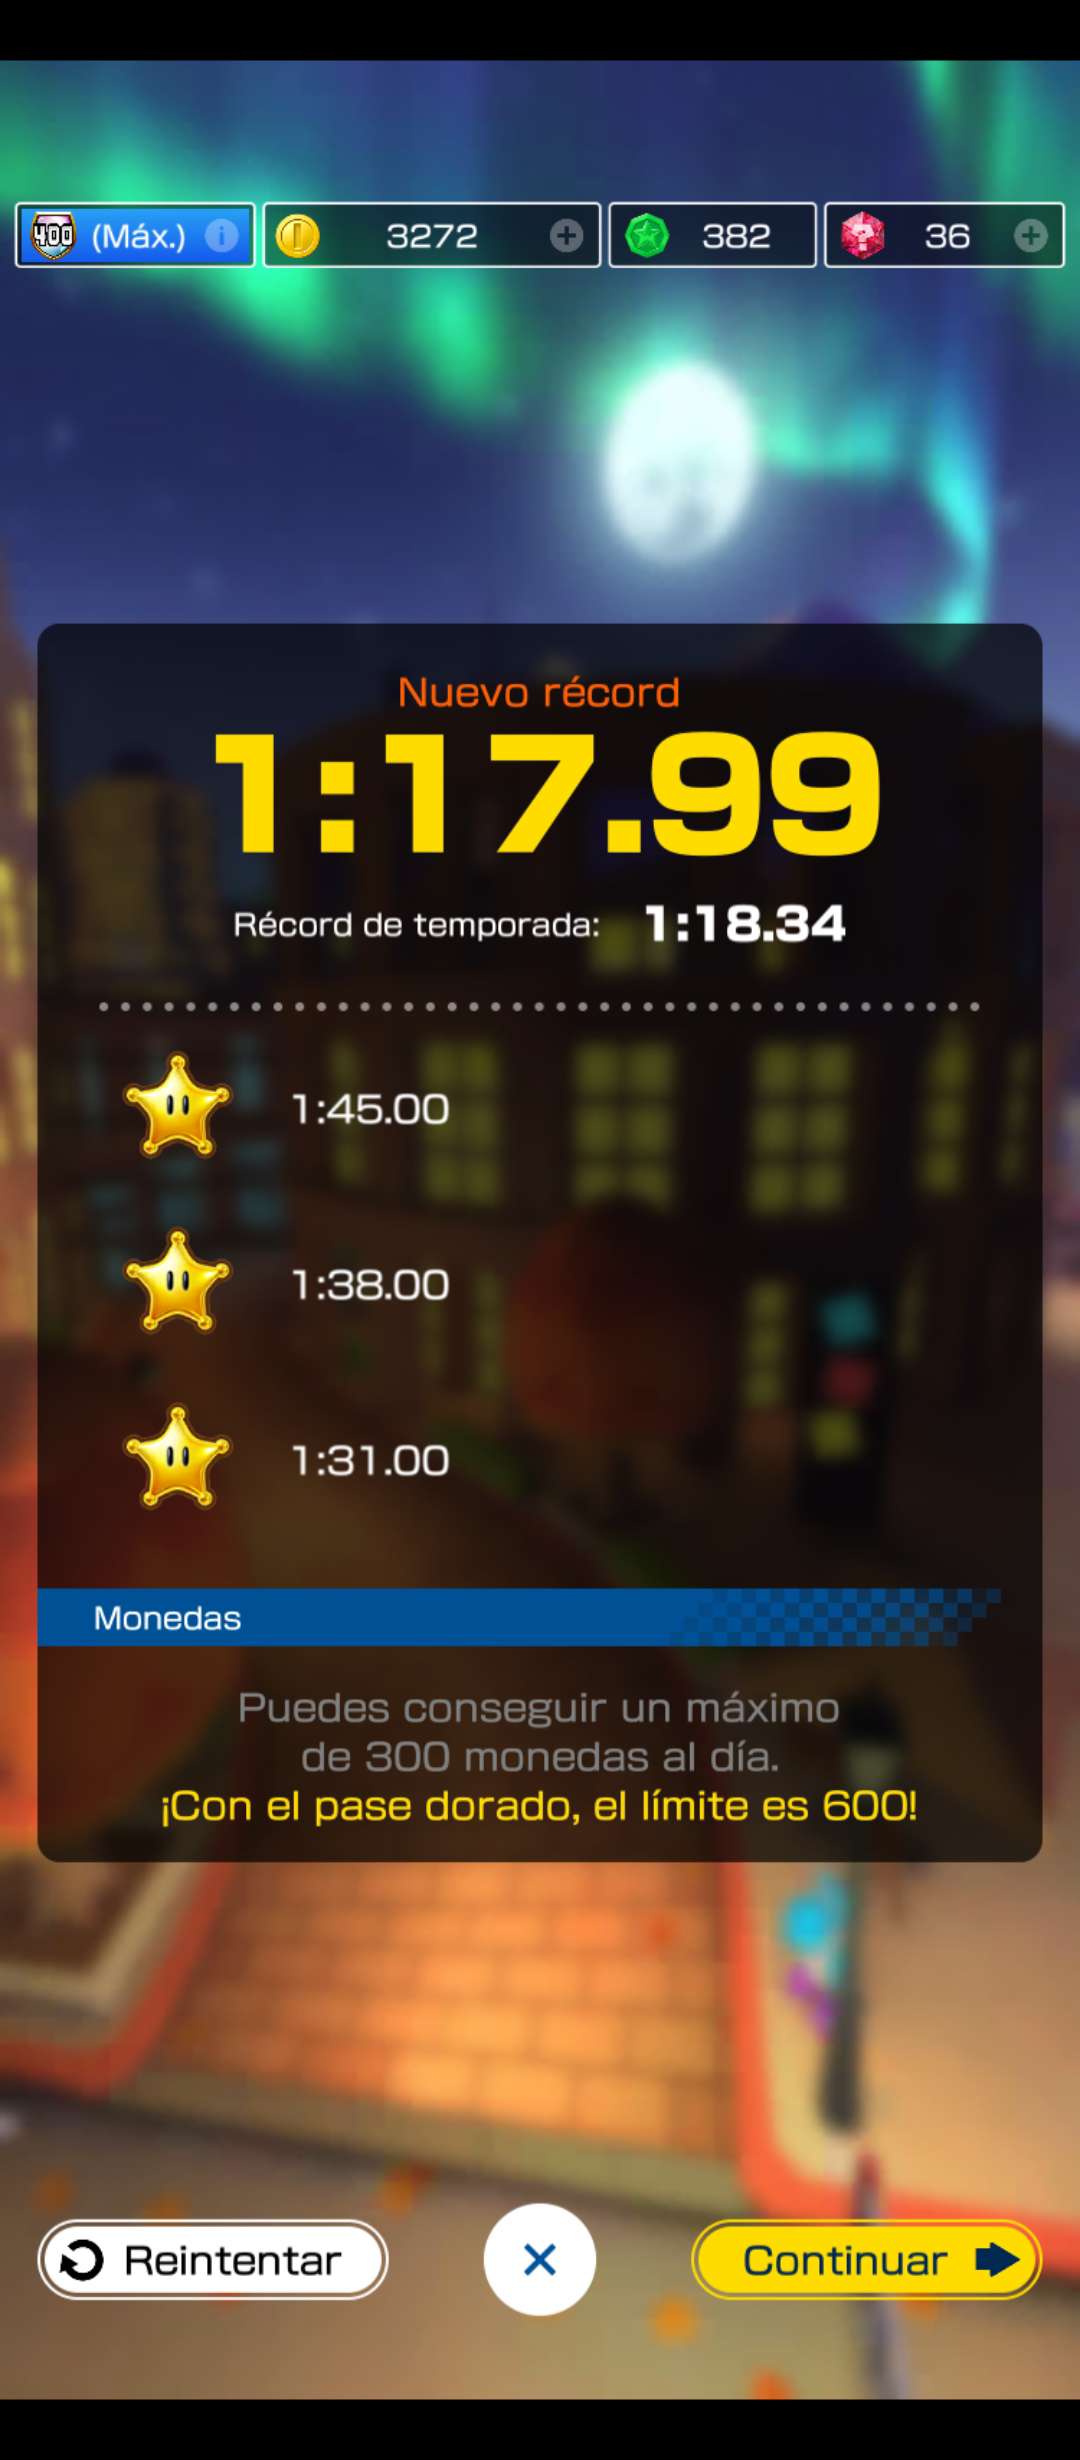 400 (Máx.) i 3272 + 382 36 +
Nuevo récord
1:17.99
Récord de temporada: 1:18.34
1:45.00
1:38.00
1:31.00
Monedas
Puedes conseguir un máximo
de 300 monedas al día.
¡Con el pase dorado, el límite es 600!
Reintentar × Continuar